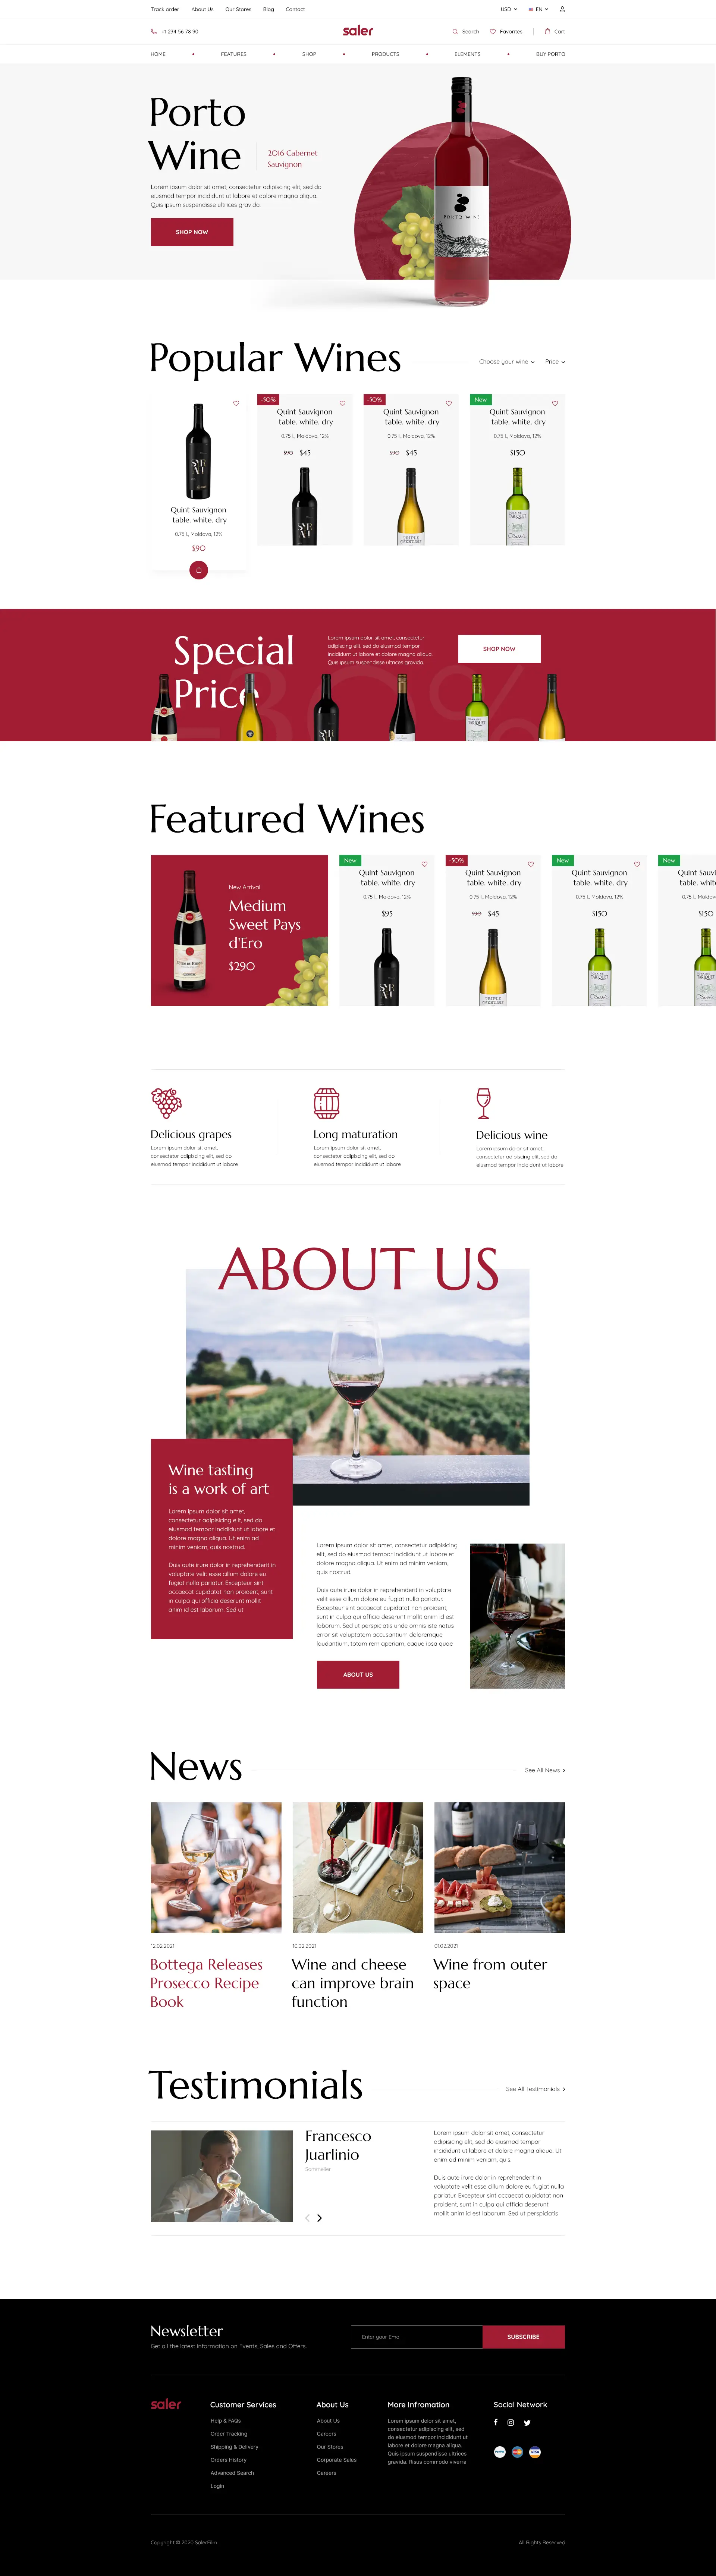 Track order About Us Our Stores Blog Contact USD EN
+1 234 56 78 90 saler Search Favorites Cart
HOME FEATURES SHOP PRODUCTS ELEMENTS BUY PORTO
Porto
Wine
2016 Cabernet
Sauvignon
Lorem ipsum dolor sit amet, consectetur adipiscing elit, sed do
eiusmod tempor incididunt ut labore et dolore magna aliqua.
Quis ipsum suspendisse ultrices gravida.
SHOP NOW
PORTO WINE
Popular Wines
Choose your wine Price
Quint Sauvignon
table, white, dry
0,75 l., Moldova, 12%
$90
-50%
Quint Sauvignon
table, white, dry
0,75 l., Moldova, 12%
$90 $45
-50%
Quint Sauvignon
table, white, dry
0,75 l., Moldova, 12%
$90 $45
New
Quint Sauvignon
table, white, dry
0,75 l., Moldova, 12%
$150
Special
Price
Lorem ipsum dolor sit amet, consectetur
adipiscing elit, sed do eiusmod tempor
incididunt ut labore et dolore magna aliqua.
Quis ipsum suspendisse ultrices gravida.
SHOP NOW
Featured Wines
New Arrival
Medium
Sweet Pays
d'Ero
$290
New
Quint Sauvignon
table, white, dry
0,75 l., Moldova, 12%
$95
-50%
Quint Sauvignon
table, white, dry
0,75 l., Moldova, 12%
$90 $45
New
Quint Sauvignon
table, white, dry
0,75 l., Moldova, 12%
$150
New
Quint Sauvi
table, whit
0,75 l., Moldov
$150
Delicious grapes
Lorem ipsum dolor sit amet,
consectetur adipiscing elit, sed do
eiusmod tempor incididunt ut labore
Long maturation
Lorem ipsum dolor sit amet,
consectetur adipiscing elit, sed do
eiusmod tempor incididunt ut labore
Delicious wine
Lorem ipsum dolor sit amet,
consectetur adipiscing elit, sed do
eiusmod tempor incididunt ut labore
ABOUT US
Wine tasting
is a work of art
Lorem ipsum dolor sit amet,
consectetur adipisicing elit, sed do
eiusmod tempor incididunt ut labore et
dolore magna aliqua. Ut enim ad
minim veniam, quis nostrud.
Duis aute irure dolor in reprehenderit in
voluptate velit esse cillum dolore eu
fugiat nulla pariatur. Excepteur sint
occaecat cupidatat non proident, sunt
in culpa qui officia deserunt mollit
anim id est laborum. Sed ut
Lorem ipsum dolor sit amet, consectetur adipisicing
elit, sed do eiusmod tempor incididunt ut labore et
dolore magna aliqua. Ut enim ad minim veniam,
quis nostrud.
Duis aute irure dolor in reprehenderit in voluptate
velit esse cillum dolore eu fugiat nulla pariatur.
Excepteur sint occaecat cupidatat non proident,
sunt in culpa qui officia deserunt mollit anim id est
laborum. Sed ut perspiciatis unde omnis iste natus
error sit voluptatem accusantium doloremque
laudantium, totam rem aperiam, eaque ipsa quae
ABOUT US
News
See All News
12.02.2021
Bottega Releases
Prosecco Recipe
Book
10.02.2021
Wine and cheese
can improve brain
function
01.02.2021
Wine from outer
space
Testimonials
See All Testimonials
Francesco
Juarlinio
Sommelier
Lorem ipsum dolor sit amet, consectetur
adipisicing elit, sed do eiusmod tempor
incididunt ut labore et dolore magna aliqua. Ut
enim ad minim veniam, quis.
Duis aute irure dolor in reprehenderit in
voluptate velit esse cillum dolore eu fugiat nulla
pariatur. Excepteur sint occaecat cupidatat non
proident, sunt in culpa qui officia deserunt
mollit anim id est laborum. Sed ut perspiciatis
Newsletter
Get all the latest information on Events, Sales and Offers.
Enter your Email
SUBSCRIBE
saler
Customer Services
Help & FAQs
Order Tracking
Shipping & Delivery
Orders History
Advanced Search
Login
About Us
About Us
Careers
Our Stores
Corporate Sales
Careers
More Infromation
Lorem ipsum dolor sit amet,
consectetur adipiscing elit, sed
do eiusmod tempor incididunt ut
labore et dolore magna aliqua.
Quis ipsum suspendisse ultrices
gravida. Risus commodo viverra
Social Network
VISA
Copyright © 2020 SalerFilm
All Rights Reserved